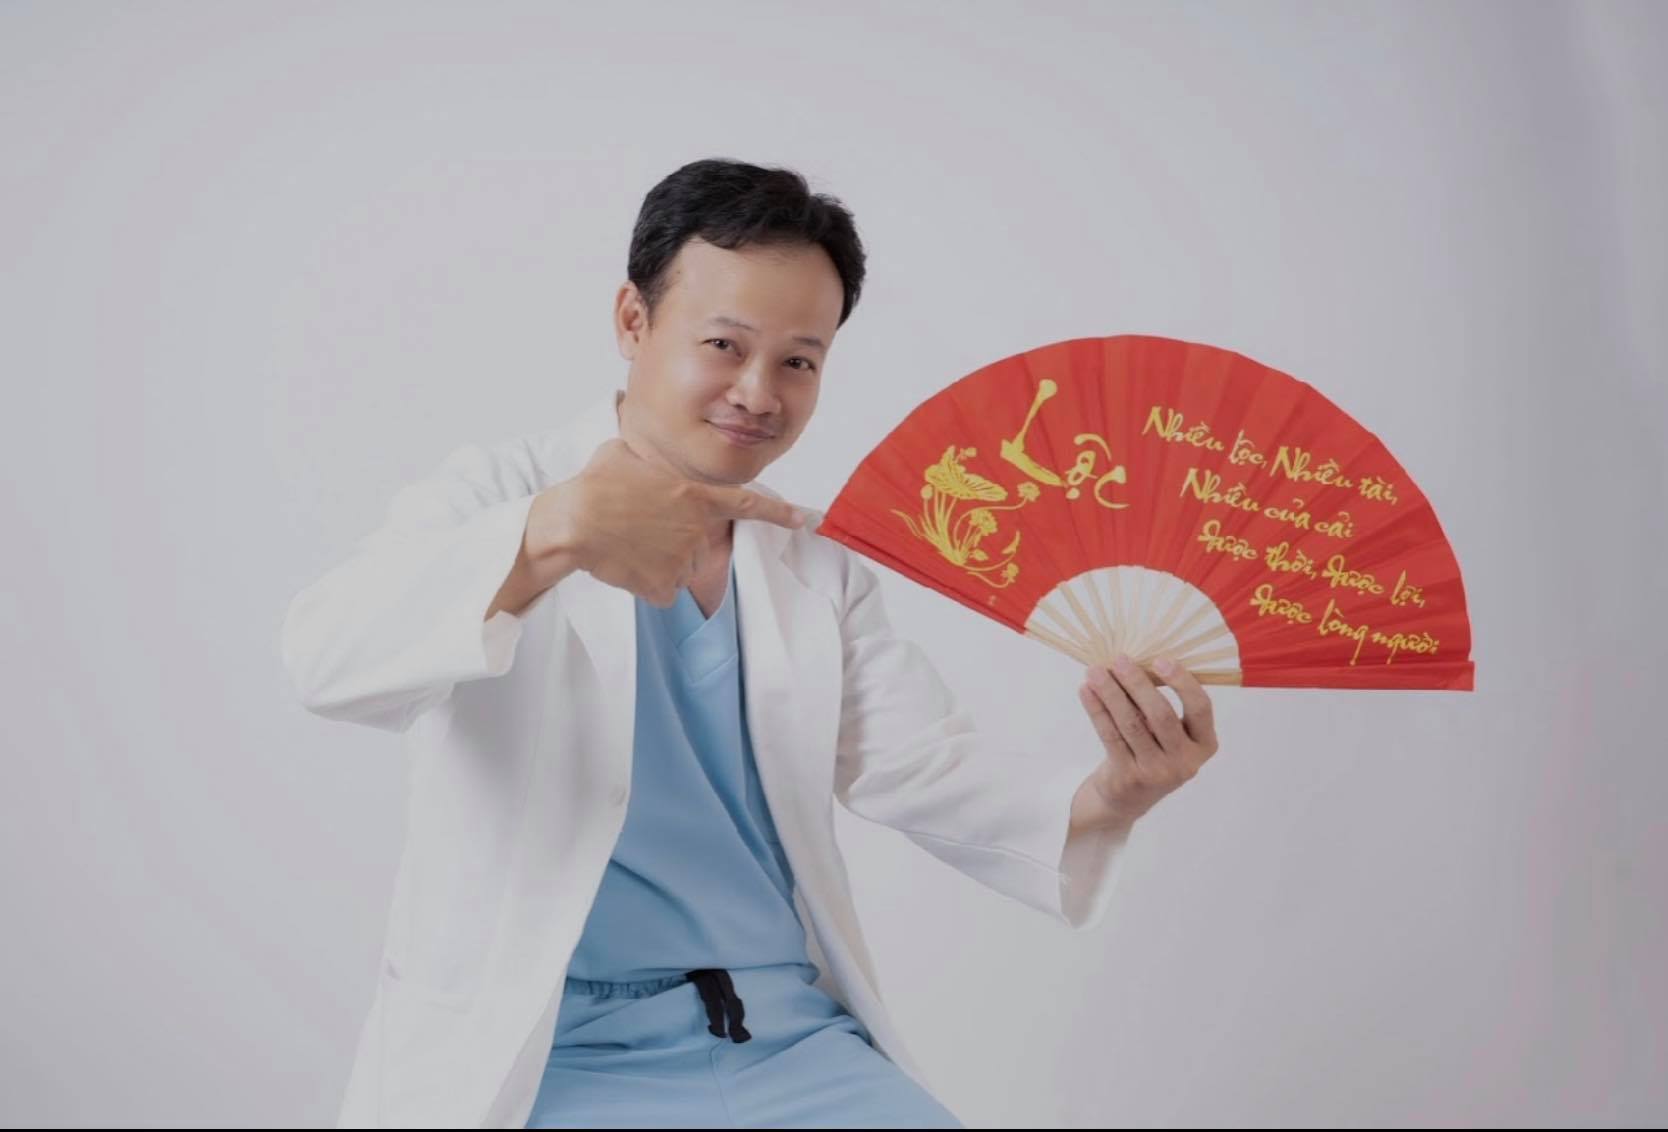 Lộc
Nhiều lộc, Nhiều tài,
Nhiều của cải
Được thời, Được lợi,
Được lòng người